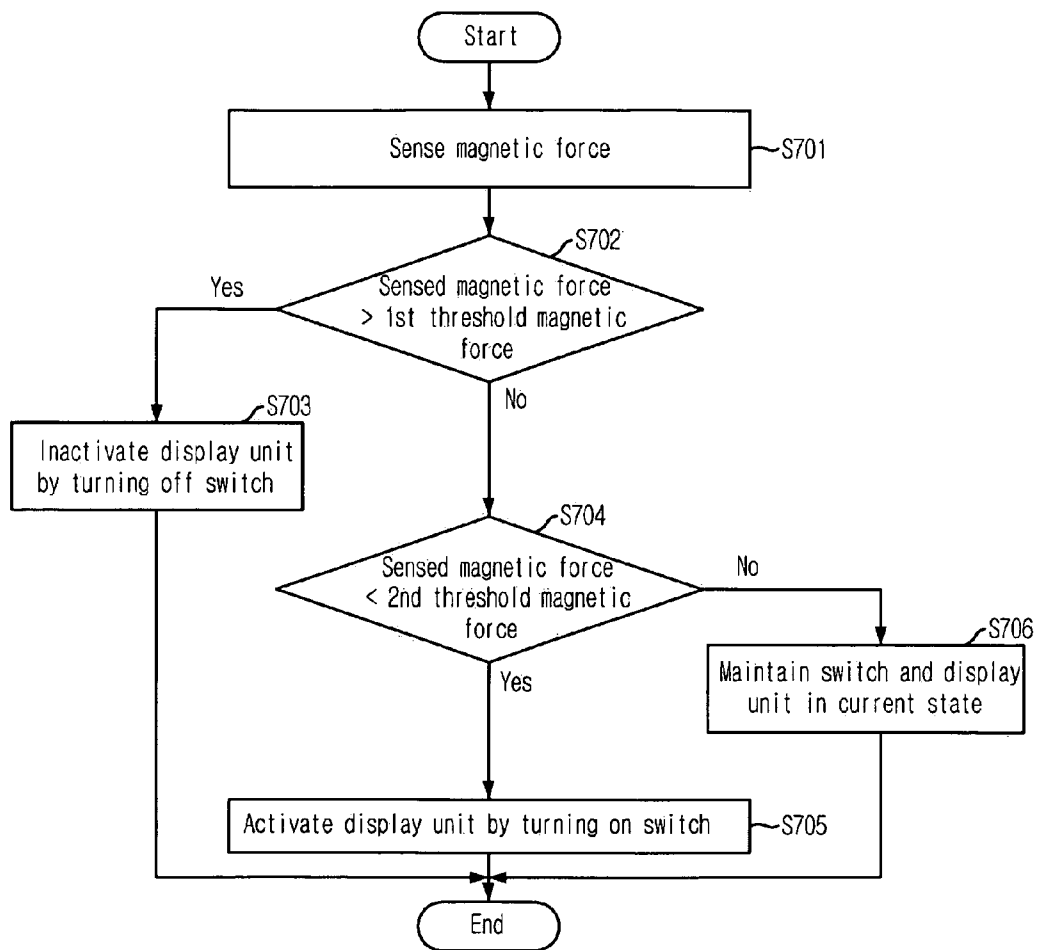 Start
Sense magnetic force
S701
S702
Yes
Sensed magnetic force
> 1st threshold magnetic
force
No
S703
Inactivate display unit
by turning off switch
S704
Sensed magnetic force
< 2nd threshold magnetic
force
No
Yes
S706
Maintain switch and display
unit in current state
Activate display unit by turning on switch
S705
End